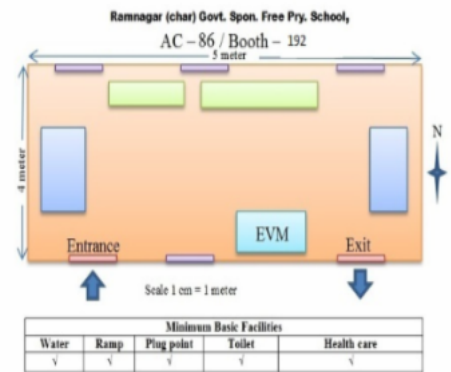 Ramnagar (char) Govt. Spon. Free Pry. School,
AC - 86 / Booth - 192
5 meter
4 meter
N
EVM
Entrance
Exit
Scale 1 cm = 1 meter
Minimum Basic Facilities
Water Ramp Plug point Toilet Health care
√ √ √ √ √